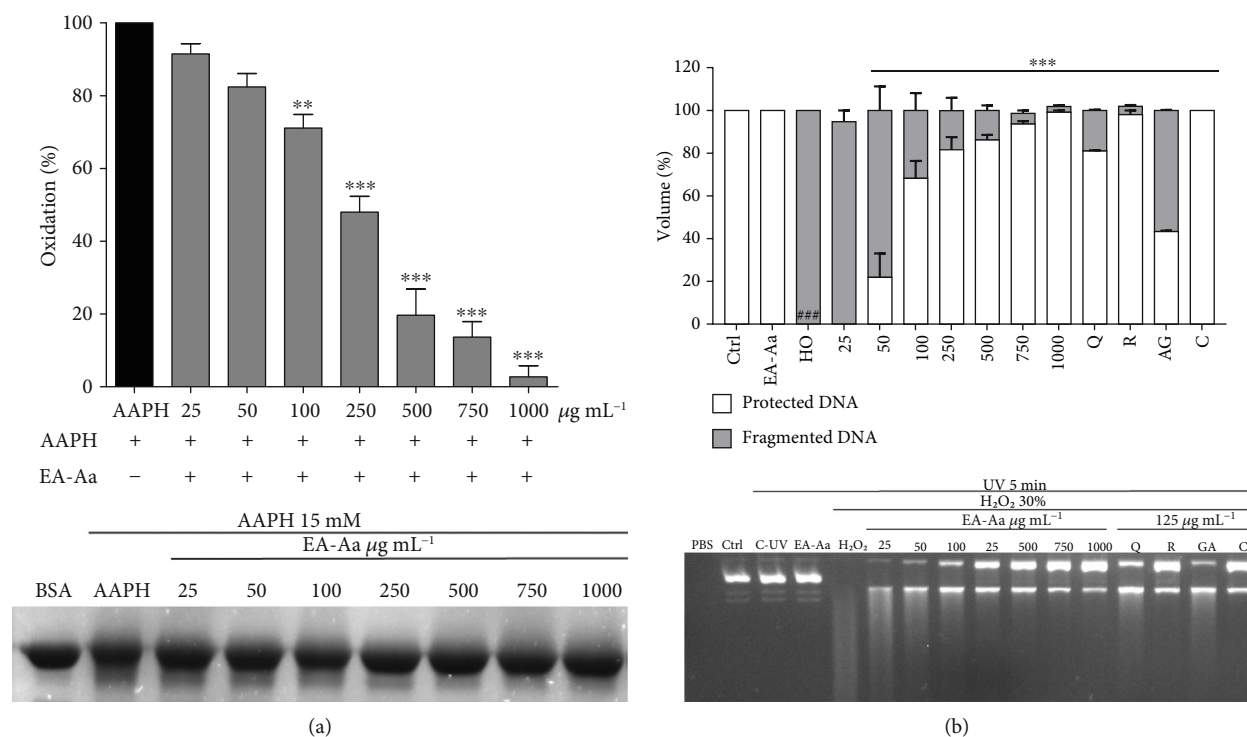 100
80
60
40
20
0
Oxidation (%)
**
***
***
***
***
AAPH 25 50 100 250 500 750 1000 μg mL⁻¹
AAPH + + + + + + + +
EA-Aa − + + + + + + +
AAPH 15 mM
EA-Aa μg mL⁻¹
BSA AAPH 25 50 100 250 500 750 1000
(a)
***
120
100
80
60
40
20
0
Volume (%)
###
Ctrl EA-Aa HO 25 50 100 250 500 750 1000 Q R AG C
Protected DNA
Fragmented DNA
UV 5 min
H₂O₂ 30%
EA-Aa μg mL⁻¹ 125 μg mL⁻¹
PBS Ctrl C-UV EA-Aa H₂O₂ 25 50 100 25 500 750 1000 Q R GA C
(b)